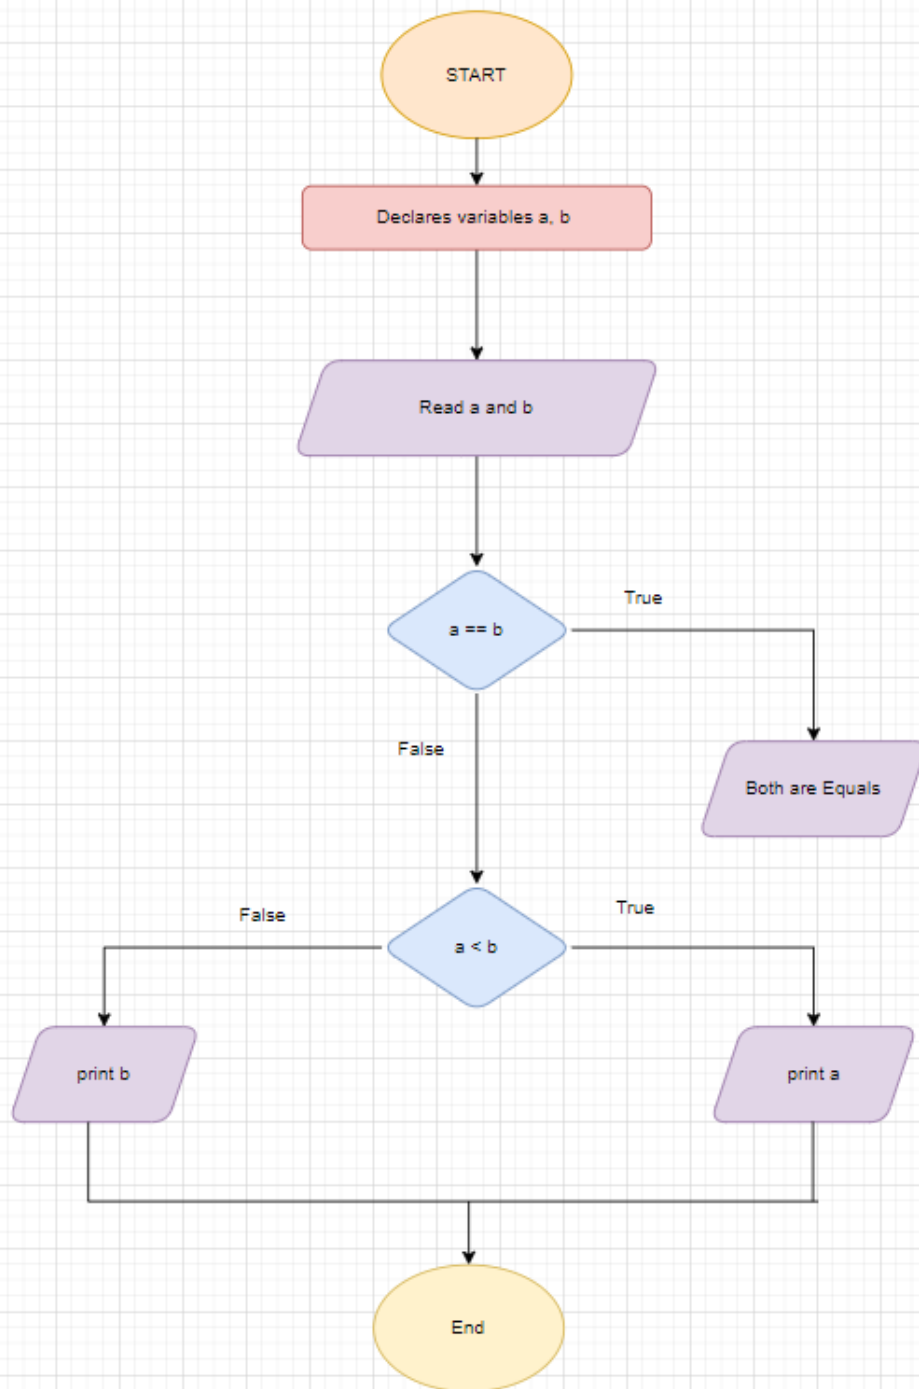 START
Declares variables a, b
Read a and b
a == b
True
False
Both are Equals
a < b
False
True
print b
print a
End